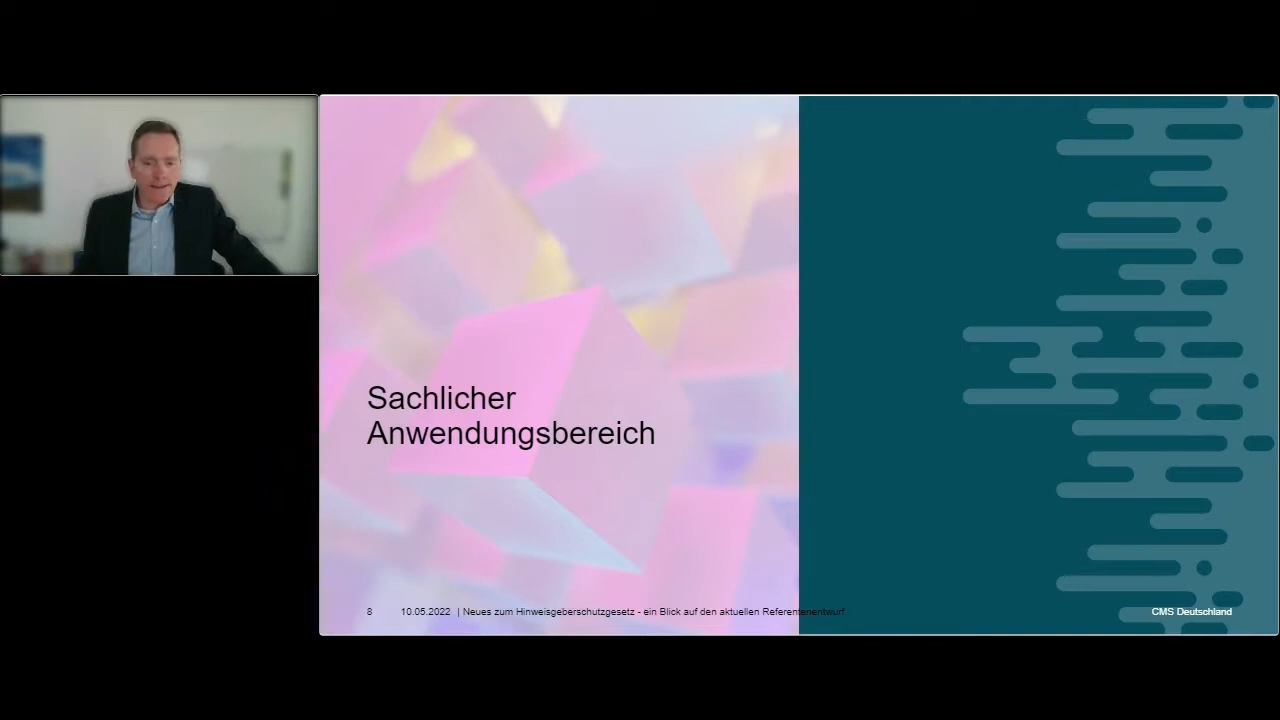 Sachlicher
Anwendungsbereich
8 10.05.2022 | Neues zum Hinweisgeberschutzgesetz - ein Blick auf den aktuellen Referentenentwurf
CMS Deutschland